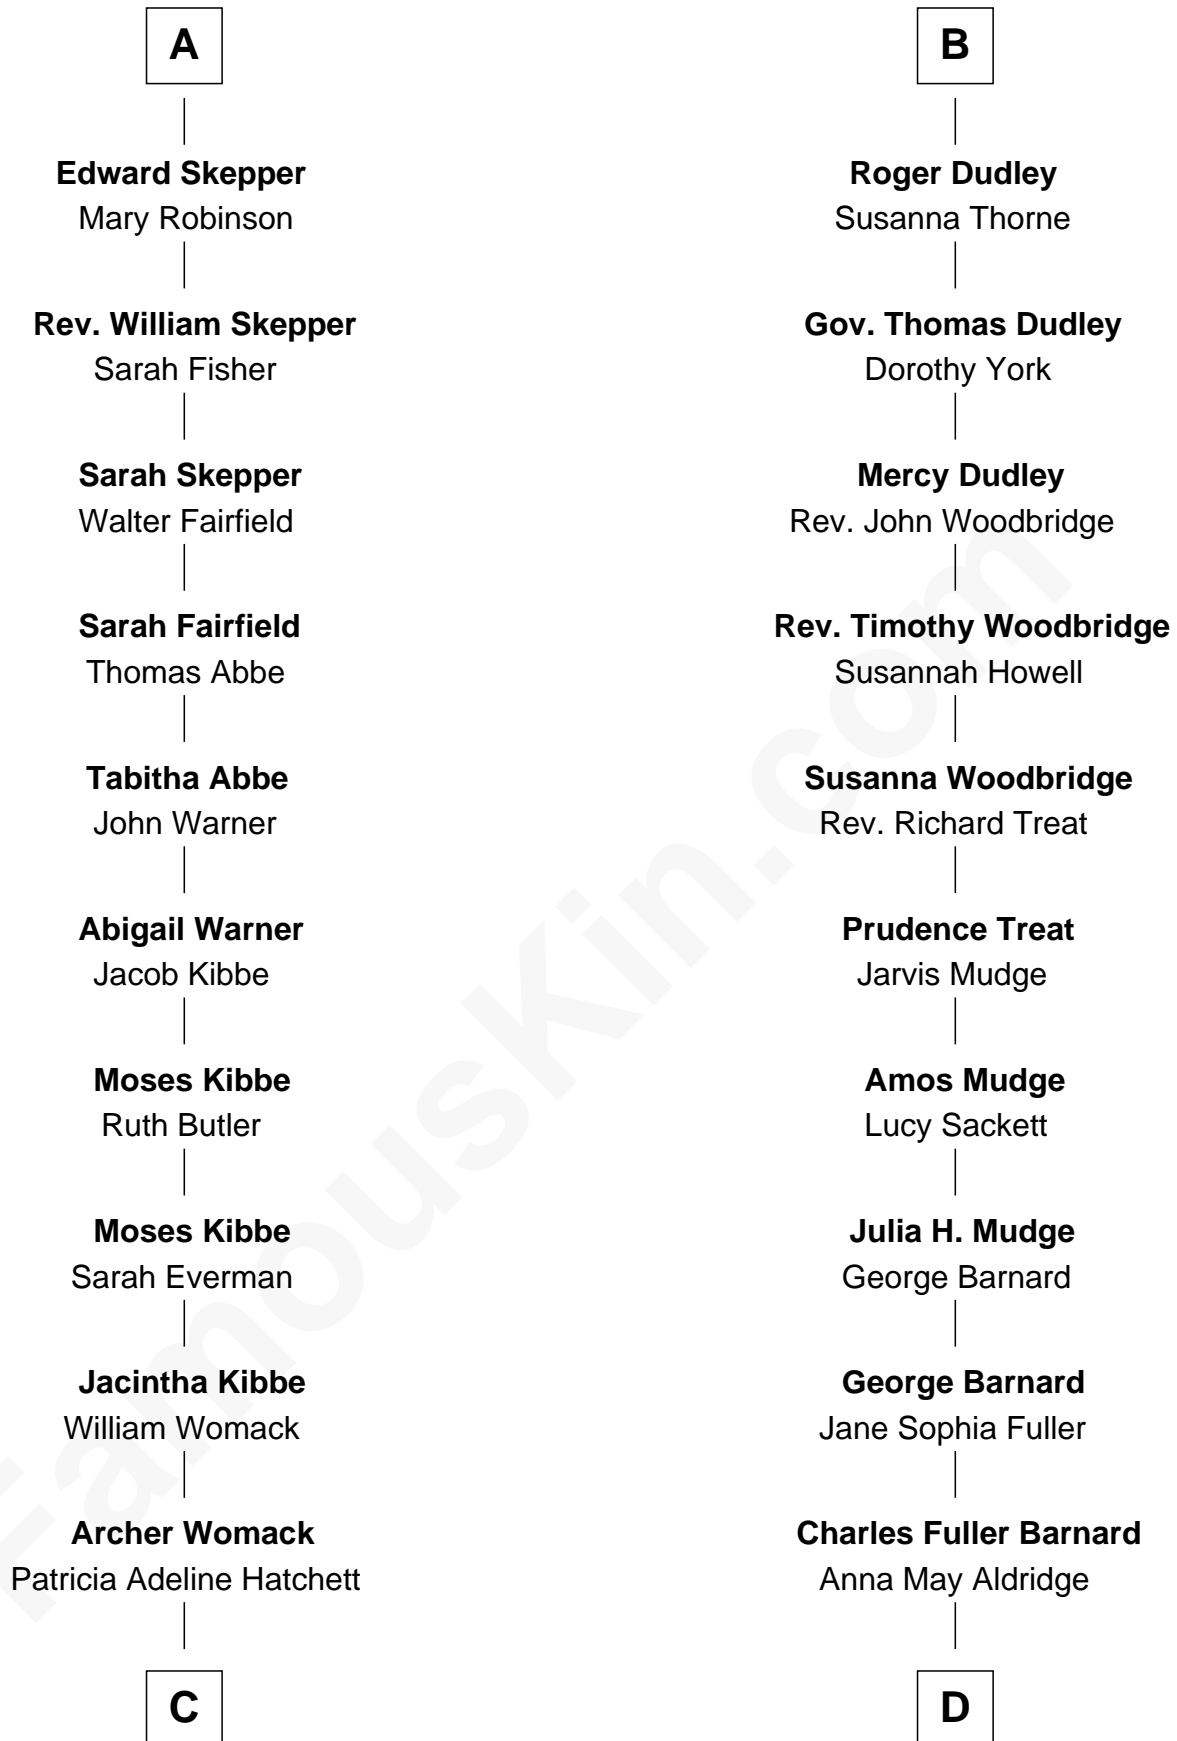 A
Edward Skepper
Mary Robinson
Rev. William Skepper
Sarah Fisher
Sarah Skepper
Walter Fairfield
Sarah Fairfield
Thomas Abbe
Tabitha Abbe
John Warner
Abigail Warner
Jacob Kibbe
Moses Kibbe
Ruth Butler
Moses Kibbe
Sarah Everman
Jacintha Kibbe
William Womack
Archer Womack
Patricia Adeline Hatchett
C
B
Roger Dudley
Susanna Thorne
Gov. Thomas Dudley
Dorothy York
Mercy Dudley
Rev. John Woodbridge
Rev. Timothy Woodbridge
Susannah Howell
Susanna Woodbridge
Rev. Richard Treat
Prudence Treat
Jarvis Mudge
Amos Mudge
Lucy Sackett
Julia H. Mudge
George Barnard
George Barnard
Jane Sophia Fuller
Charles Fuller Barnard
Anna May Aldridge
D
FamousKin.com